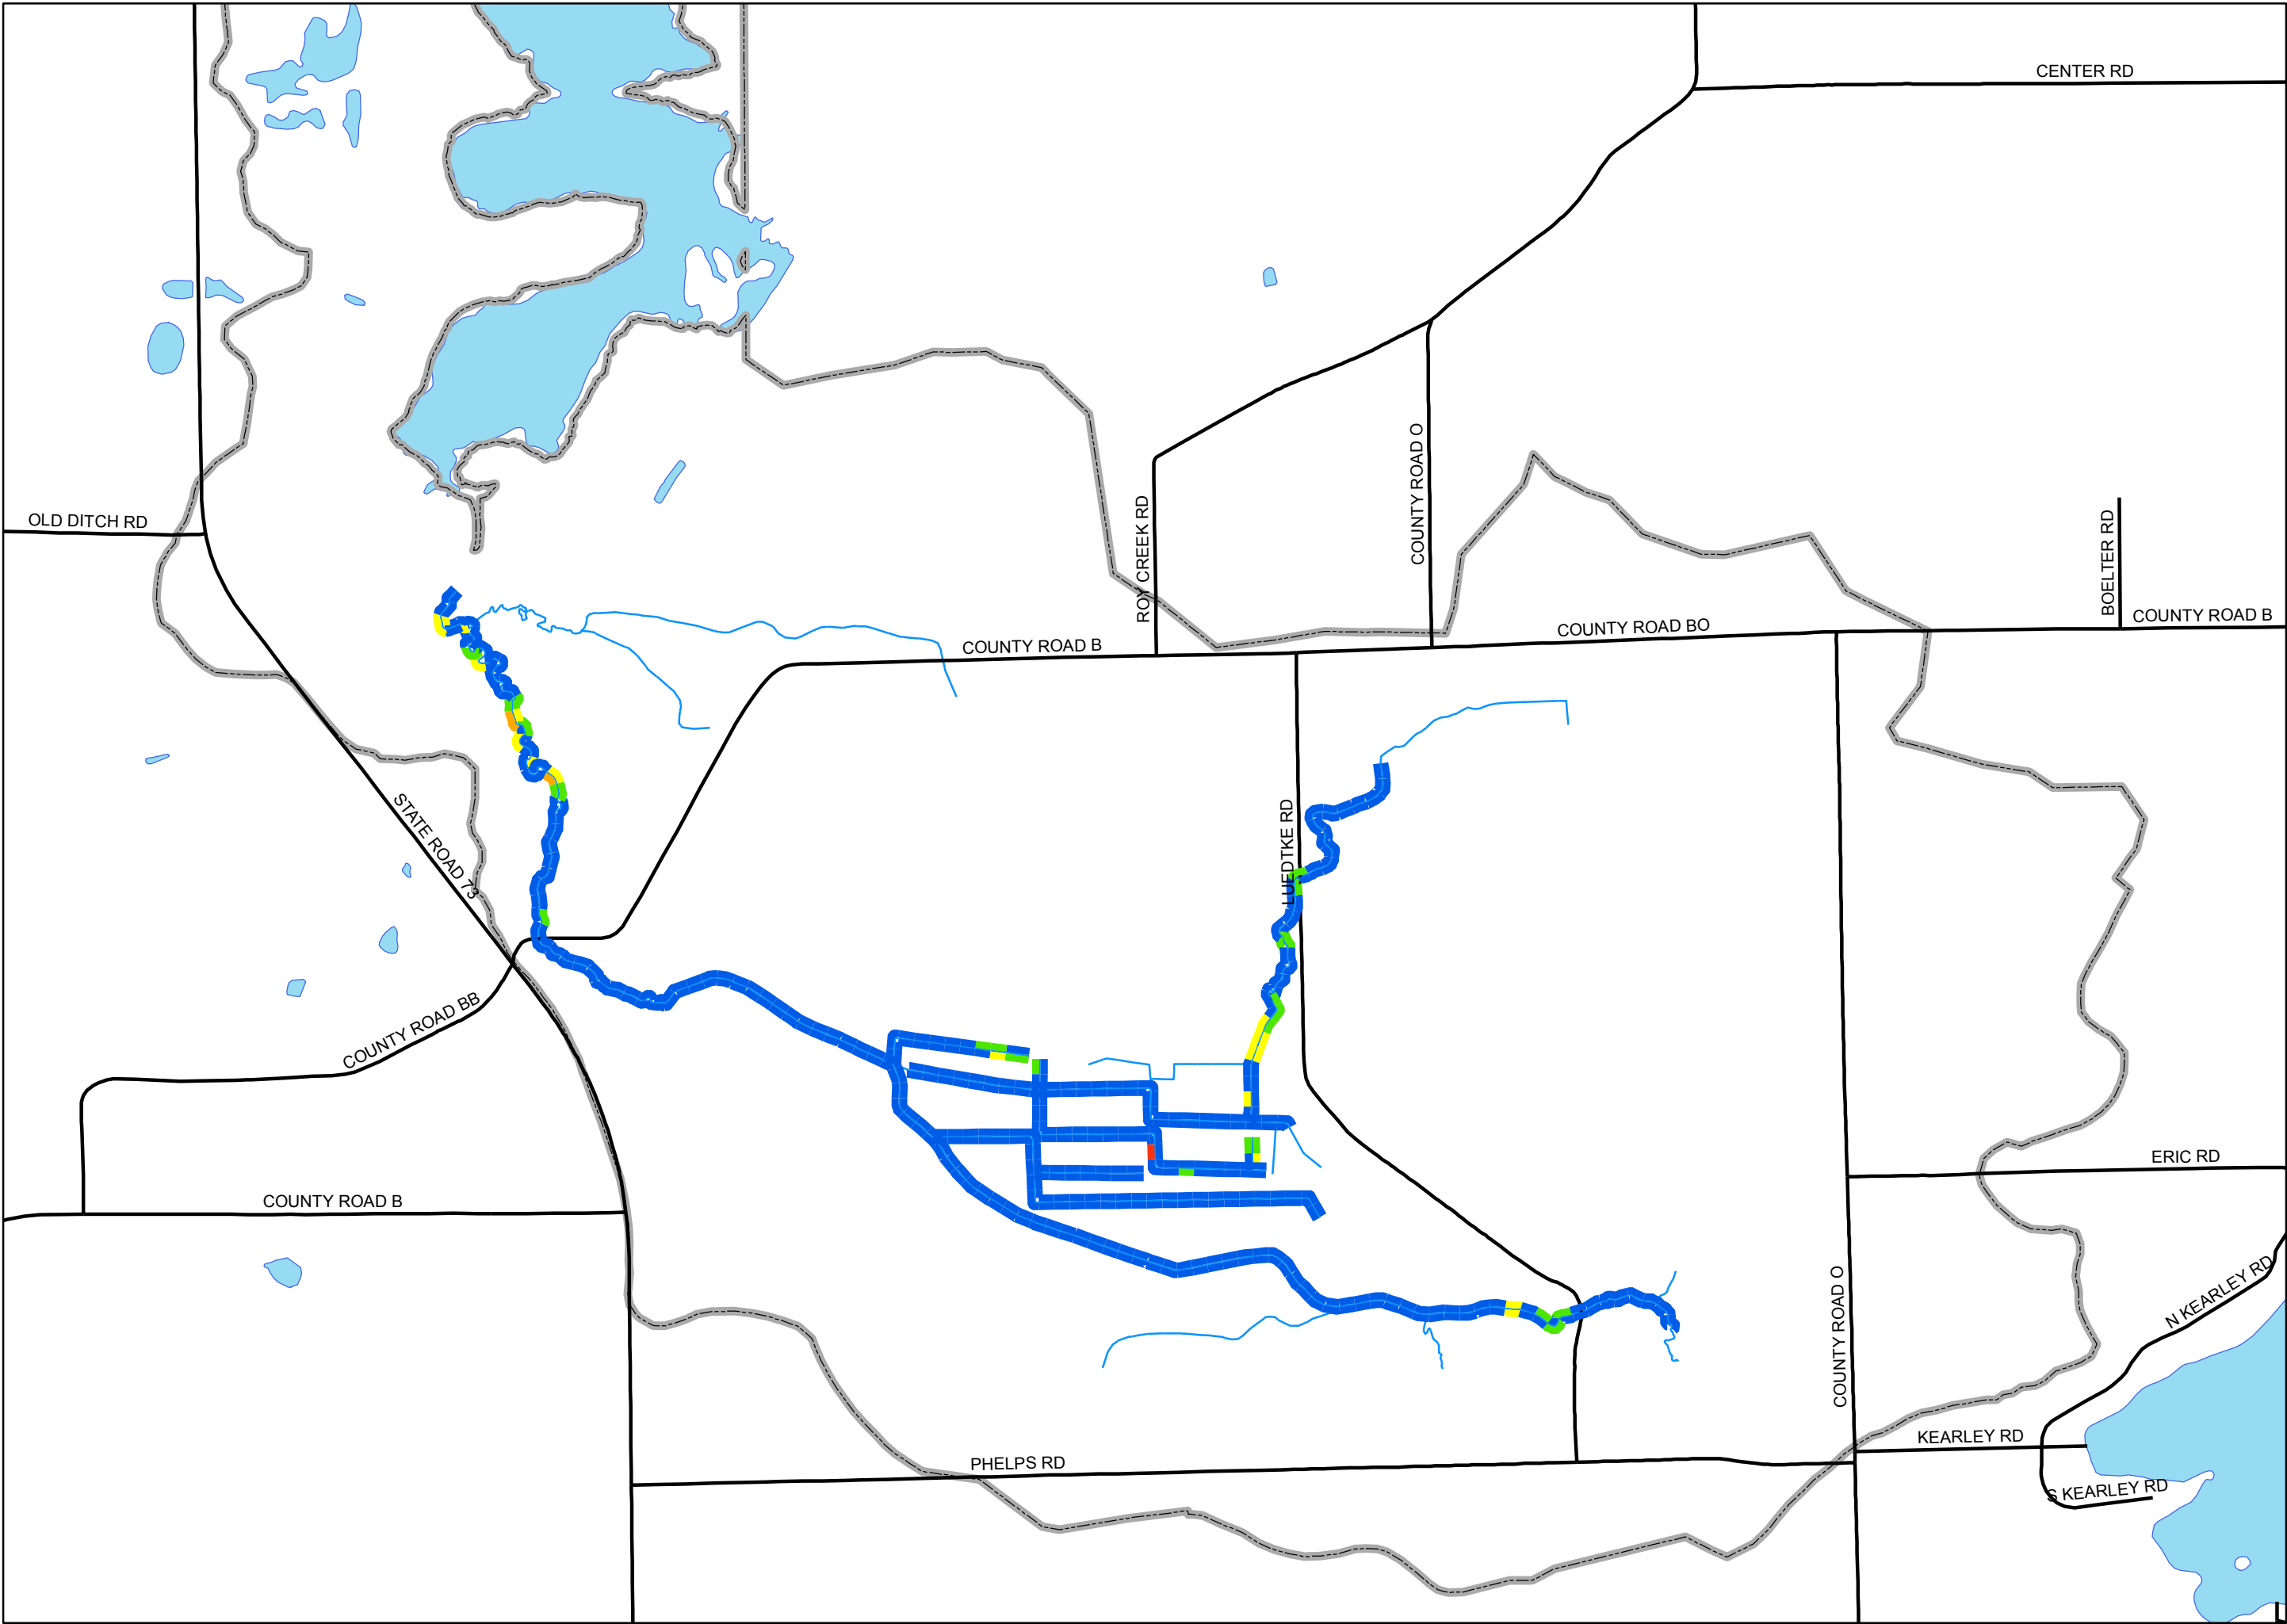 CENTER RD
COUNTY ROAD O
OLD DITCH RD
ROY CREEK RD
BOELTER RD
COUNTY ROAD B
COUNTY ROAD BO
COUNTY ROAD B
STATE ROAD 73
LUEDTKE RD
COUNTY ROAD BB
ERIC RD
COUNTY ROAD B
N KEARLEY RD
COUNTY ROAD O
KEARLEY RD
PHELPS RD
S KEARLEY RD